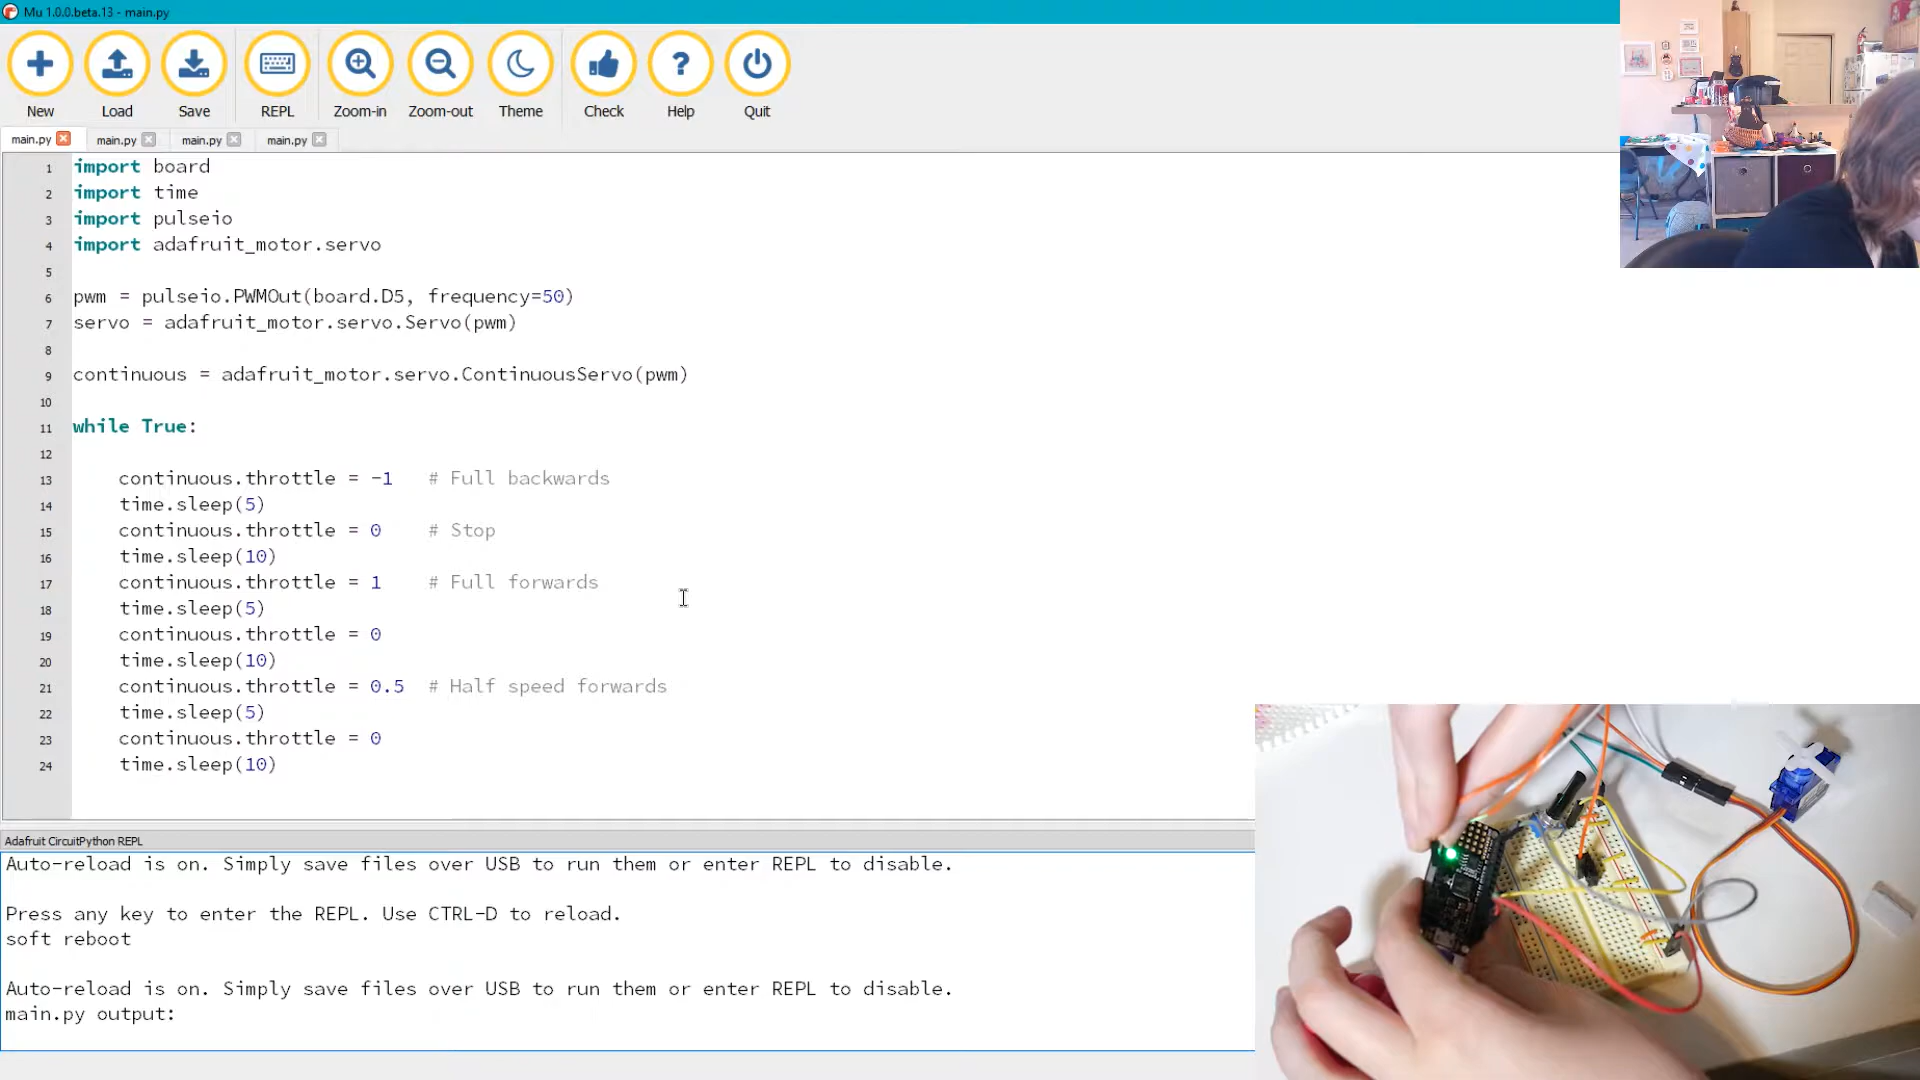 Mu 1.0.0.beta.13 - main.py
New Load Save REPL Zoom-in Zoom-out Theme Check Help Quit
main.py main.py main.py main.py
1 import board
2 import time
3 import pulseio
4 import adafruit_motor.servo
5
6 pwm = pulseio.PWMOut(board.D5, frequency=50)
7 servo = adafruit_motor.servo.Servo(pwm)
8
9 continuous = adafruit_motor.servo.ContinuousServo(pwm)
10
11 while True:
12
13 continuous.throttle = -1 # Full backwards
14 time.sleep(5)
15 continuous.throttle = 0 # Stop
16 time.sleep(10)
17 continuous.throttle = 1 # Full forwards
18 time.sleep(5)
19 continuous.throttle = 0
20 time.sleep(10)
21 continuous.throttle = 0.5 # Half speed forwards
22 time.sleep(5)
23 continuous.throttle = 0
24 time.sleep(10)
Adafruit CircuitPython REPL
Auto-reload is on. Simply save files over USB to run them or enter REPL to disable.
Press any key to enter the REPL. Use CTRL-D to reload.
soft reboot
Auto-reload is on. Simply save files over USB to run them or enter REPL to disable.
main.py output: